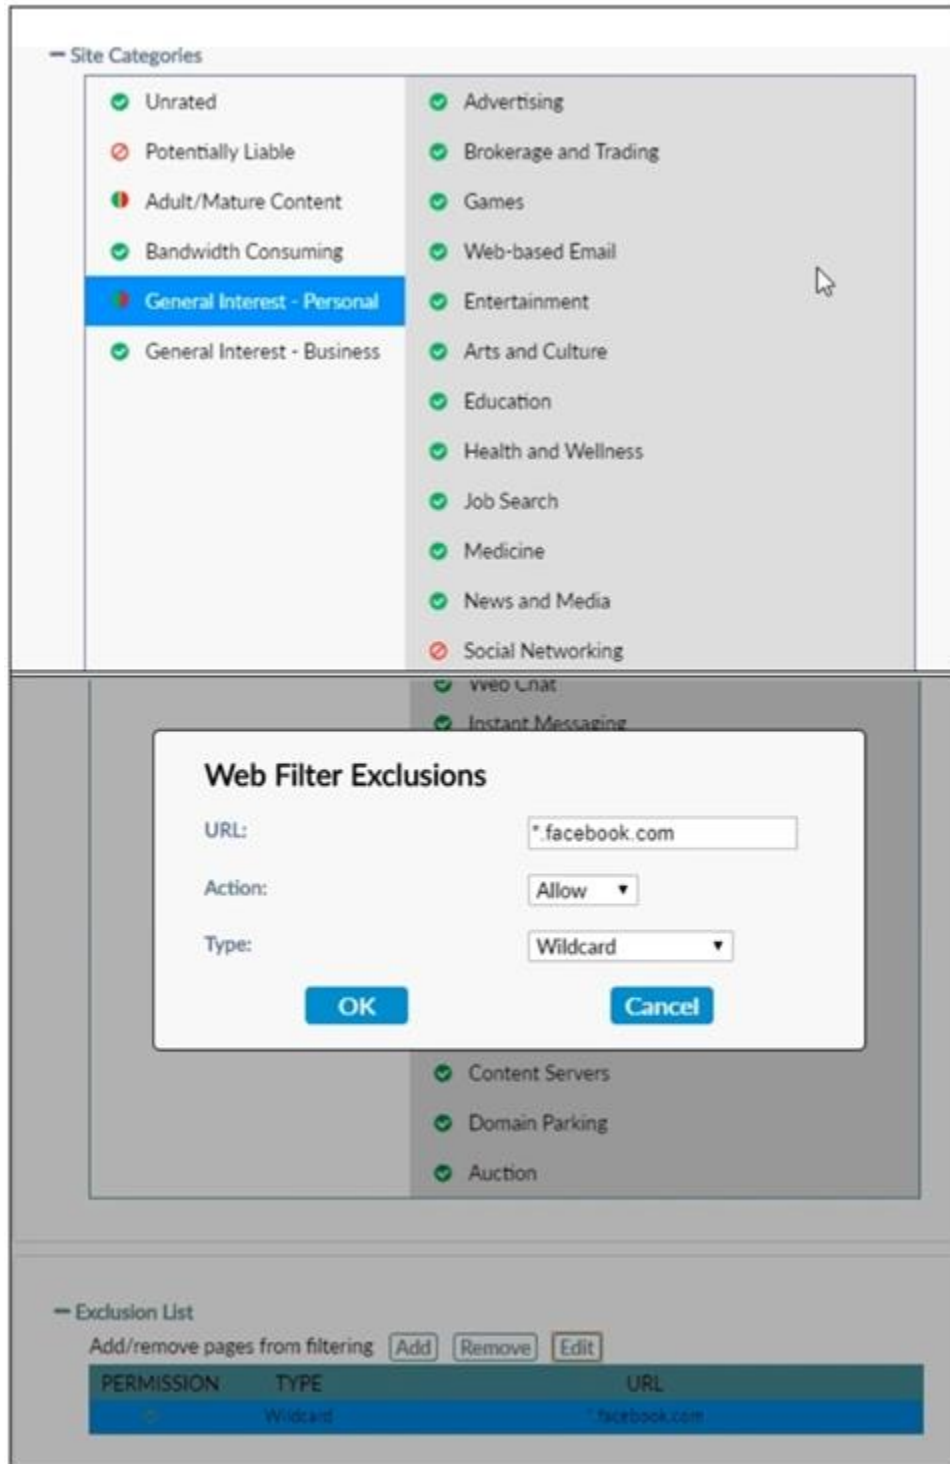 Site Categories
Unrated
Advertising
Potentially Liable
Brokerage and Trading
Adult/Mature Content
Games
Bandwidth Consuming
Web-based Email
General Interest - Personal
Entertainment
General Interest - Business
Arts and Culture
Education
Health and Wellness
Job Search
Medicine
News and Media
Social Networking
Web Chat
Instant Messaging
Web Filter Exclusions
URL: *.facebook.com
Action: Allow
Type: Wildcard
OK Cancel
Content Servers
Domain Parking
Auction
Exclusion List
Add/remove pages from filtering Add Remove Edit
PERMISSION TYPE URL
Wildcard *.facebook.com